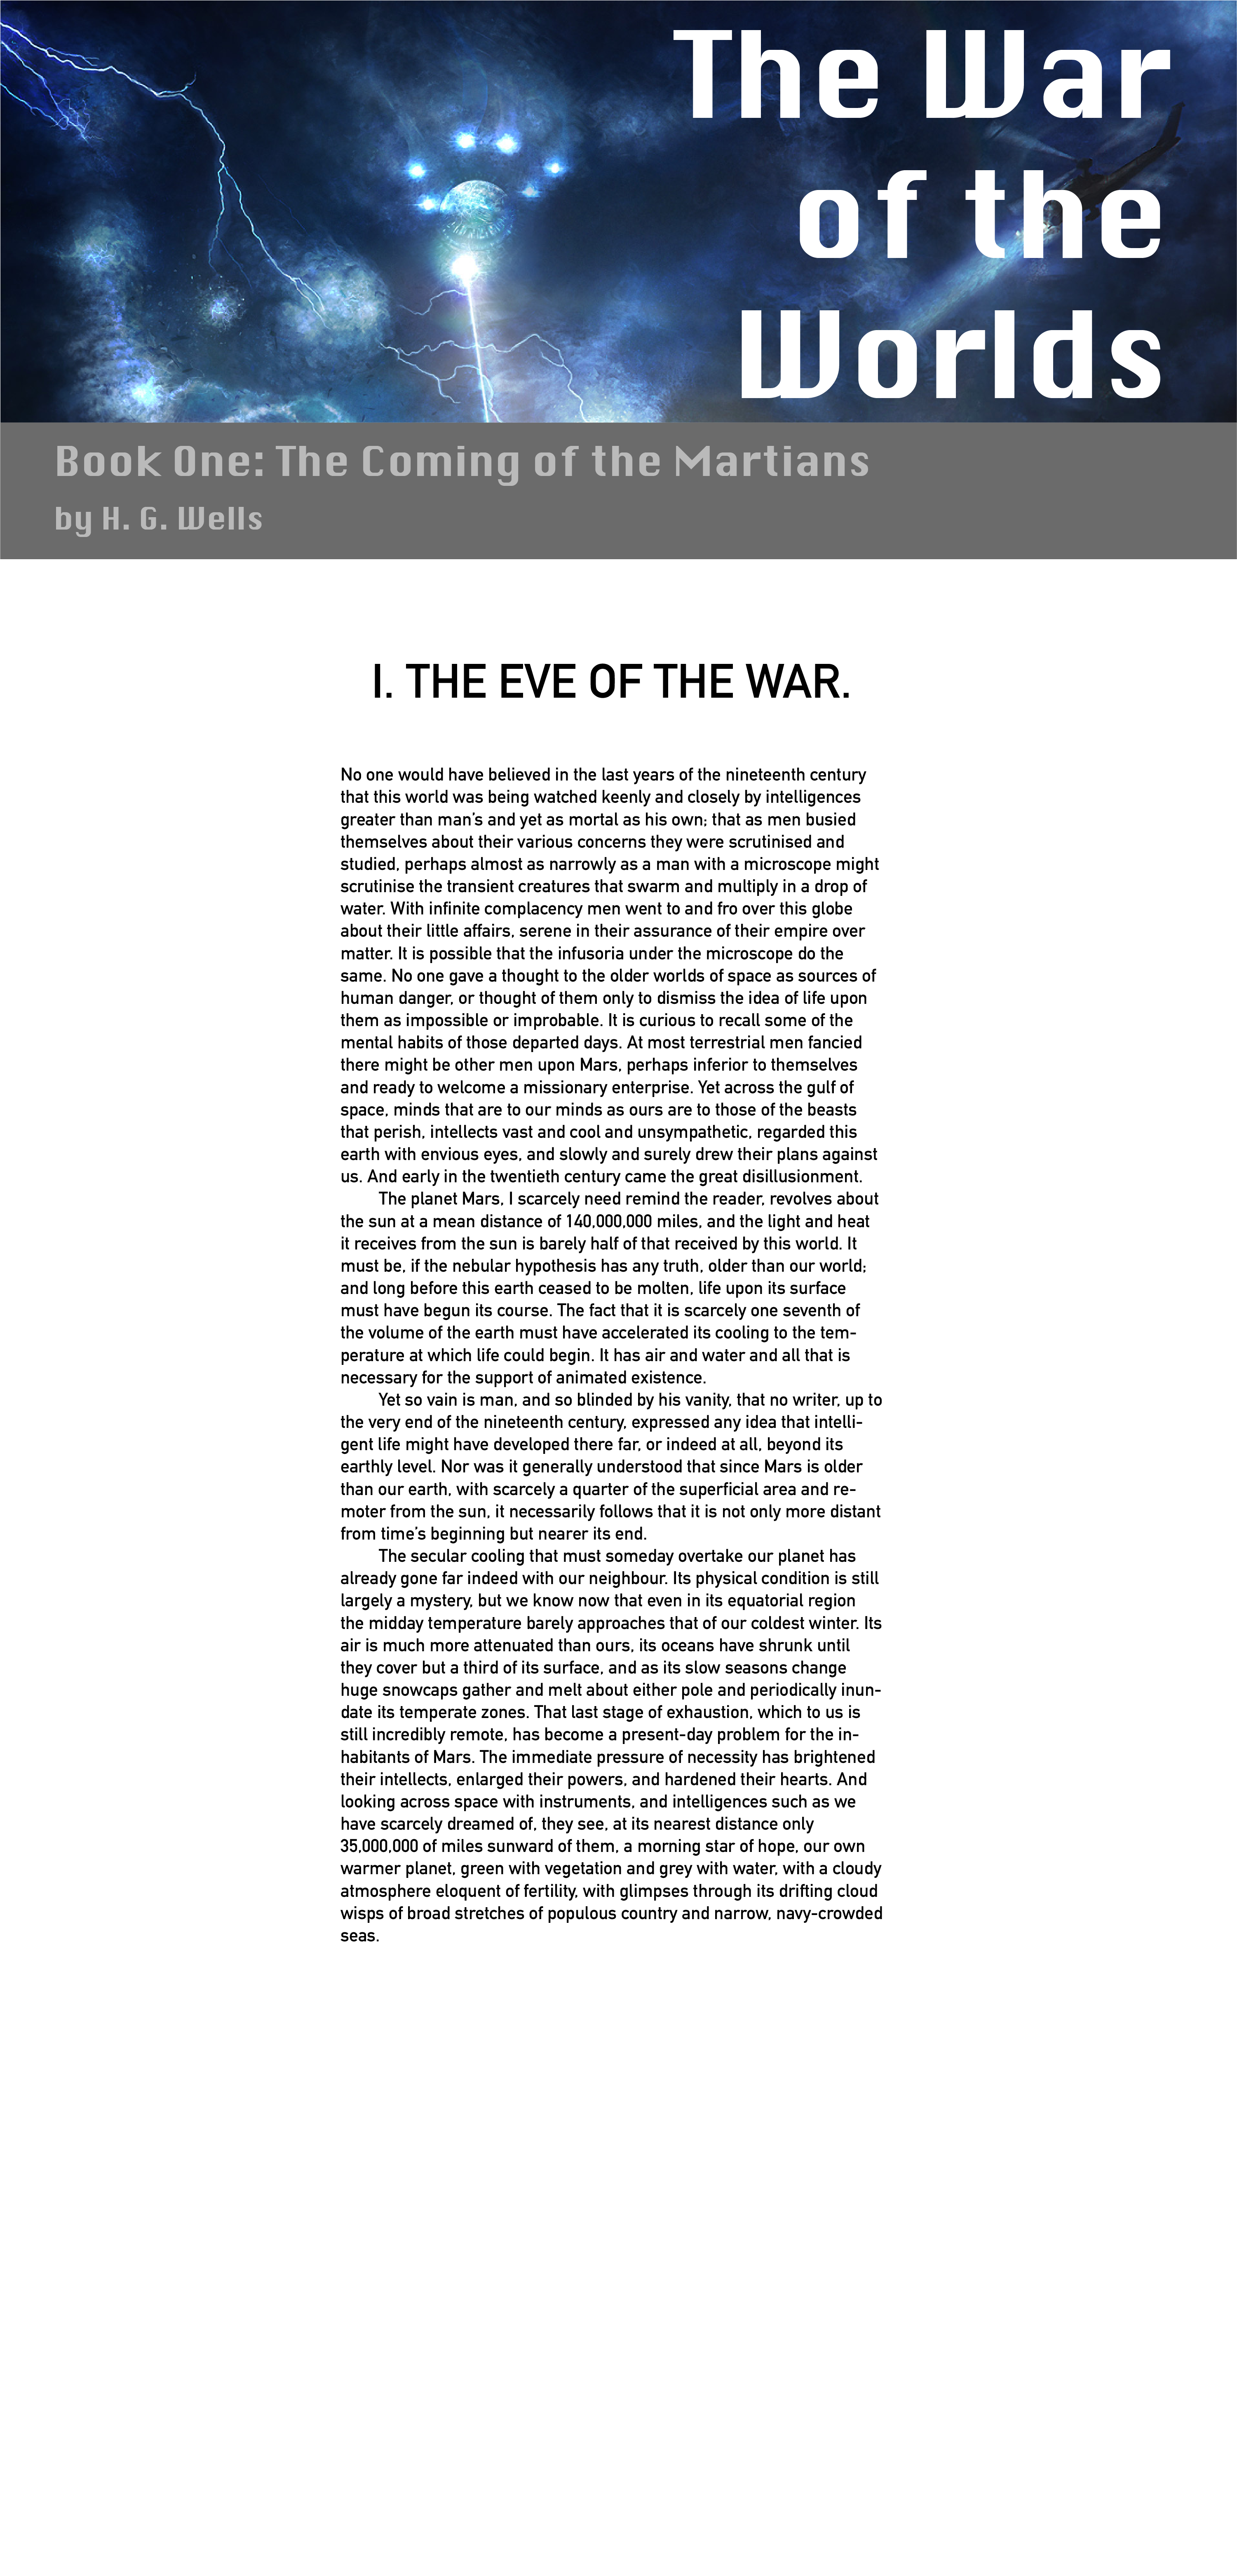 The War
of the
Worlds
Book One: The Coming of the Martians
by H. G. Wells
I. THE EVE OF THE WAR.
No one would have believed in the last years of the nineteenth century
that this world was being watched keenly and closely by intelligences
greater than man’s and yet as mortal as his own; that as men busied
themselves about their various concerns they were scrutinised and
studied, perhaps almost as narrowly as a man with a microscope might
scrutinise the transient creatures that swarm and multiply in a drop of
water. With infinite complacency men went to and fro over this globe
about their little affairs, serene in their assurance of their empire over
matter. It is possible that the infusoria under the microscope do the
same. No one gave a thought to the older worlds of space as sources of
human danger, or thought of them only to dismiss the idea of life upon
them as impossible or improbable. It is curious to recall some of the
mental habits of those departed days. At most terrestrial men fancied
there might be other men upon Mars, perhaps inferior to themselves
and ready to welcome a missionary enterprise. Yet across the gulf of
space, minds that are to our minds as ours are to those of the beasts
that perish, intellects vast and cool and unsympathetic, regarded this
earth with envious eyes, and slowly and surely drew their plans against
us. And early in the twentieth century came the great disillusionment.
The planet Mars, I scarcely need remind the reader, revolves about
the sun at a mean distance of 140,000,000 miles, and the light and heat
it receives from the sun is barely half of that received by this world. It
must be, if the nebular hypothesis has any truth, older than our world;
and long before this earth ceased to be molten, life upon its surface
must have begun its course. The fact that it is scarcely one seventh of
the volume of the earth must have accelerated its cooling to the tem-
perature at which life could begin. It has air and water and all that is
necessary for the support of animated existence.
Yet so vain is man, and so blinded by his vanity, that no writer, up to
the very end of the nineteenth century, expressed any idea that intelli-
gent life might have developed there far, or indeed at all, beyond its
earthly level. Nor was it generally understood that since Mars is older
than our earth, with scarcely a quarter of the superficial area and re-
moter from the sun, it necessarily follows that it is not only more distant
from time’s beginning but nearer its end.
The secular cooling that must someday overtake our planet has
already gone far indeed with our neighbour. Its physical condition is still
largely a mystery, but we know now that even in its equatorial region
the midday temperature barely approaches that of our coldest winter. Its
air is much more attenuated than ours, its oceans have shrunk until
they cover but a third of its surface, and as its slow seasons change
huge snowcaps gather and melt about either pole and periodically inun-
date its temperate zones. That last stage of exhaustion, which to us is
still incredibly remote, has become a present-day problem for the in-
habitants of Mars. The immediate pressure of necessity has brightened
their intellects, enlarged their powers, and hardened their hearts. And
looking across space with instruments, and intelligences such as we
have scarcely dreamed of, they see, at its nearest distance only
35,000,000 of miles sunward of them, a morning star of hope, our own
warmer planet, green with vegetation and grey with water, with a cloudy
atmosphere eloquent of fertility, with glimpses through its drifting cloud
wisps of broad stretches of populous country and narrow, navy-crowded
seas.